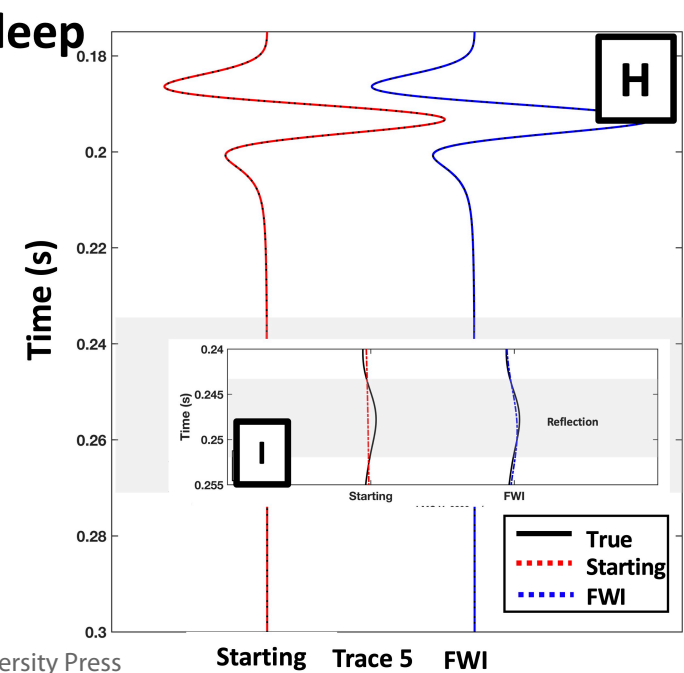 deep
H
0.18
0.2
0.22
0.24
0.26
0.28
0.3
Time (s)
0.24
0.245
0.25
0.255
Time (s)
I
Reflection
Starting FWI
True
Starting
FWI
Starting Trace 5 FWI
ersity Press